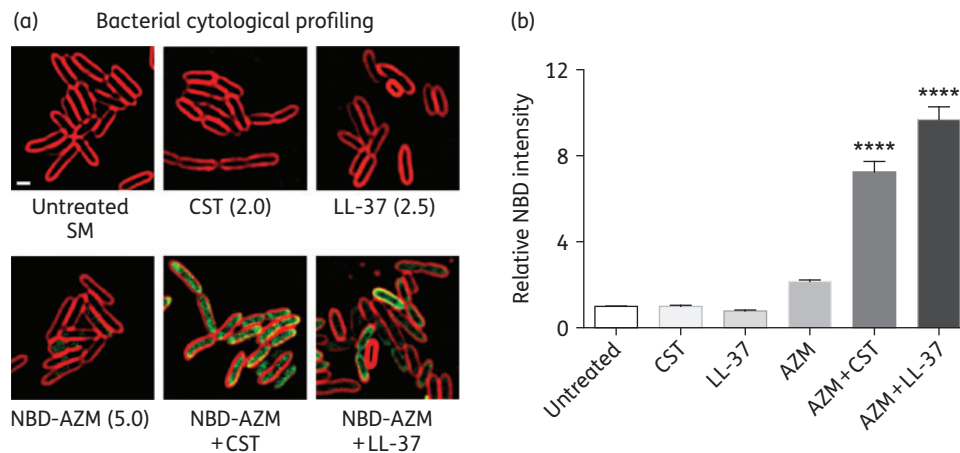 (a) Bacterial cytological profiling
Untreated
SM
CST (2.0)
LL-37 (2.5)
NBD-AZM (5.0)
NBD-AZM
+CST
NBD-AZM
+LL-37
(b)
Relative NBD intensity
12
8
4
0
****
****
Untreated
CST
LL-37
AZM
AZM+CST
AZM+LL-37